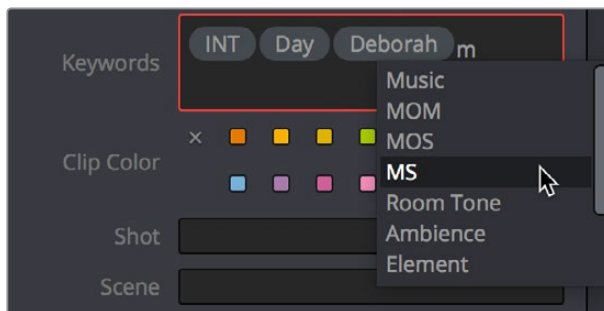 Keywords
INT Day Deborah m
Music
MOM
MOS
Clip Color
MS
Room Tone
Shot
Ambience
Element
Scene